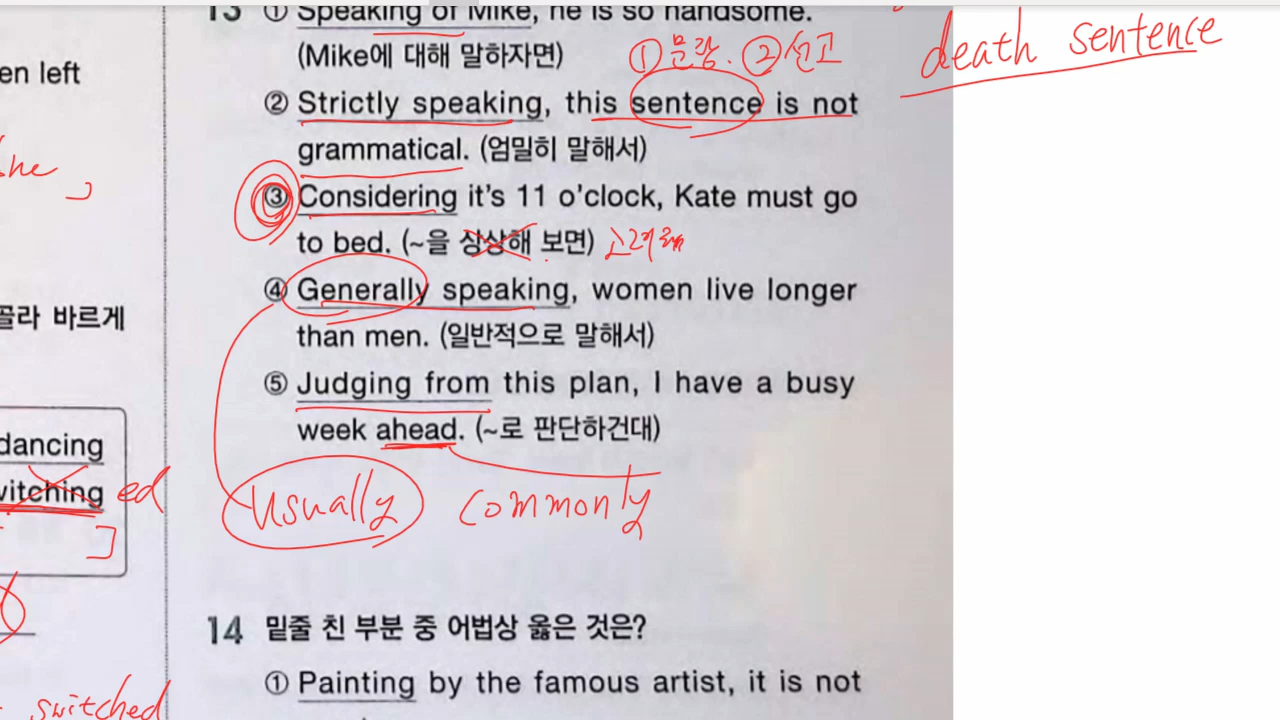 13 ① Speaking of Mike, he is so handsome.
(Mike에 대해 말하자면)
① 문장. ② 선고
death sentence
② Strictly speaking, this sentence is not
grammatical. (엄밀히 말해서)
③ Considering it's 11 o'clock, Kate must go
to bed. (~을 상상해 보면) 고려해
④ Generally speaking, women live longer
than men. (일반적으로 말해서)
⑤ Judging from this plan, I have a busy
week ahead. (~로 판단하건대)
usually commonly
14 밑줄 친 부분 중 어법상 옳은 것은?
① Painting by the famous artist, it is not
en left
골라 바르게
dancing
witching ed
switched